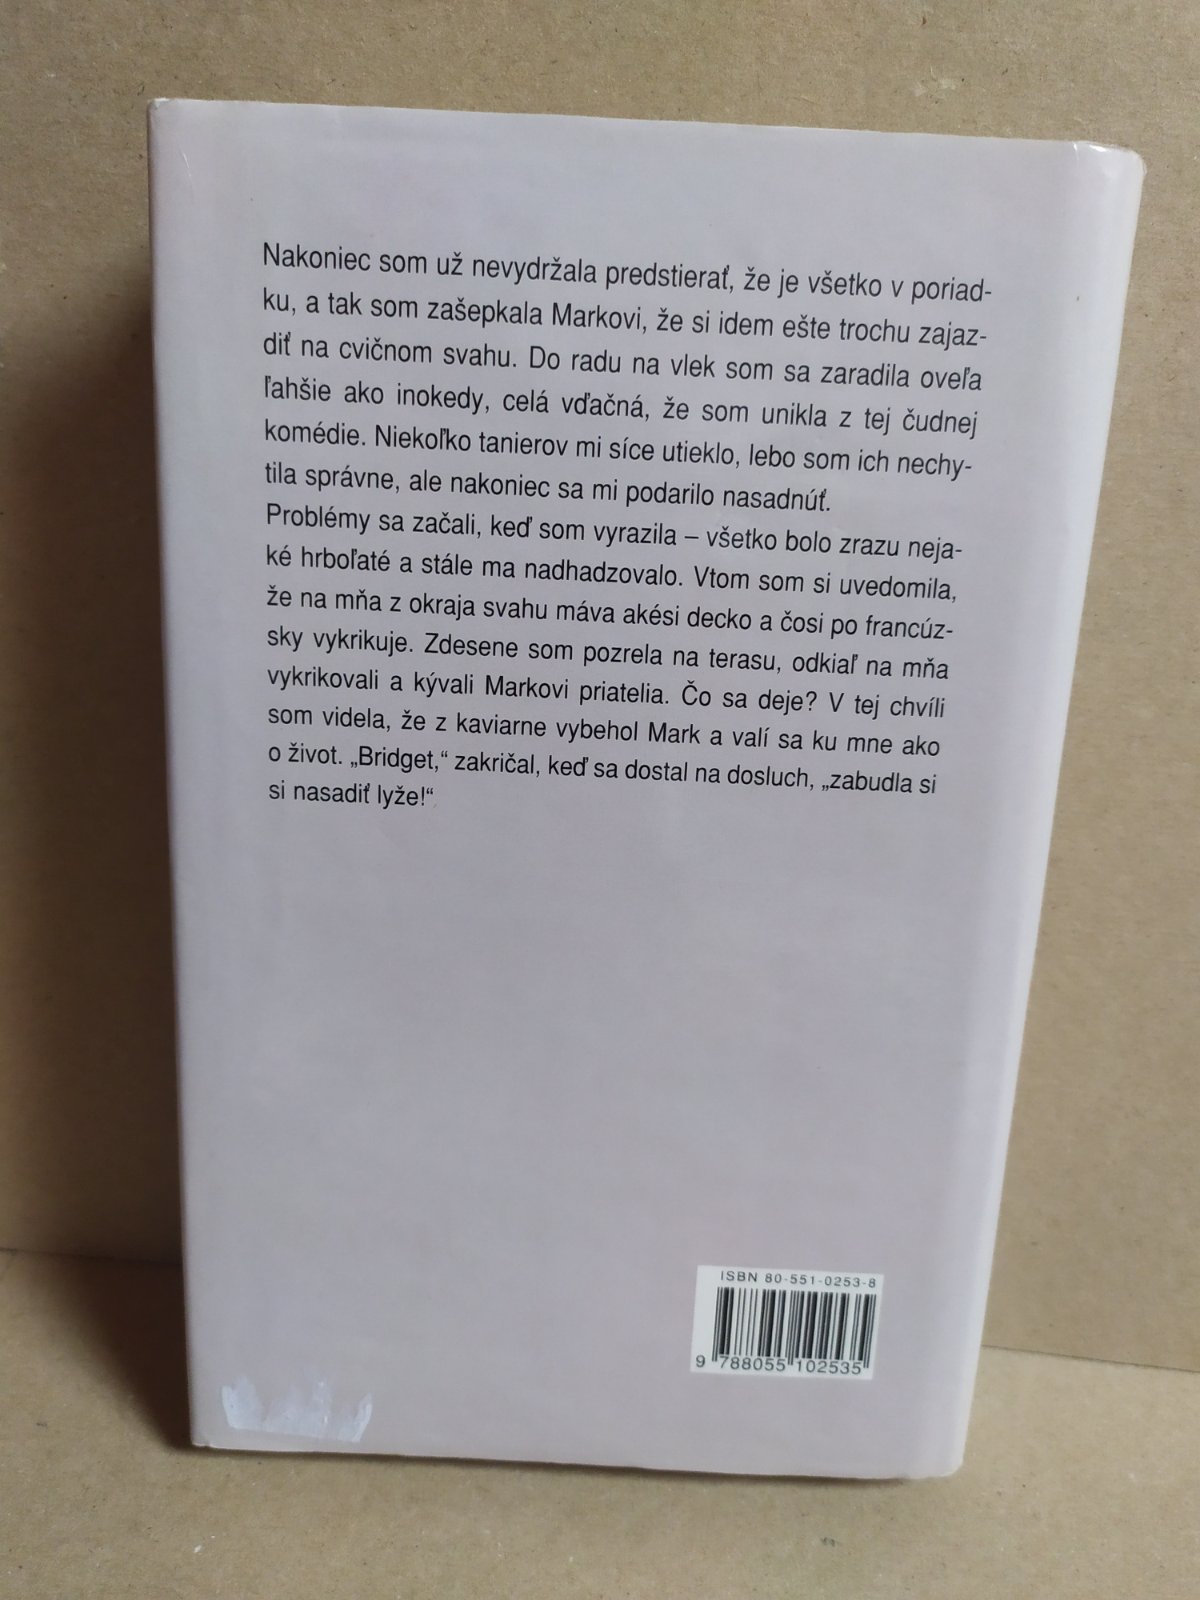 Nakoniec som už nevydržala predstierať, že je všetko v poriad-
ku, a tak som zašepkala Markovi, že si idem ešte trochu zajaz-
diť na cvičnom svahu. Do radu na vlek som sa zaradila oveľa
ľahšie ako inokedy, celá vďačná, že som unikla z tej čudnej
komédie. Niekoľko tanierov mi síce utieklo, lebo som ich nechy-
tila správne, ale nakoniec sa mi podarilo nasadnúť.
Problémy sa začali, keď som vyrazila – všetko bolo zrazu neja-
ké hrboľaté a stále ma nadhadzovalo. Vtom som si uvedomila,
že na mňa z okraja svahu máva akési decko a čosi po francúz-
sky vykrikuje. Zdesene som pozrela na terasu, odkiaľ na mňa
vykrikovali a kývali Markovi priatelia. Čo sa deje? V tej chvíli
som videla, že z kaviarne vybehol Mark a valí sa ku mne ako
o život. „Bridget,“ zakričal, keď sa dostal na dosluch, „zabudla si
si nasadiť lyže!“
ISBN 80-551-0253-8
9 788055 102535